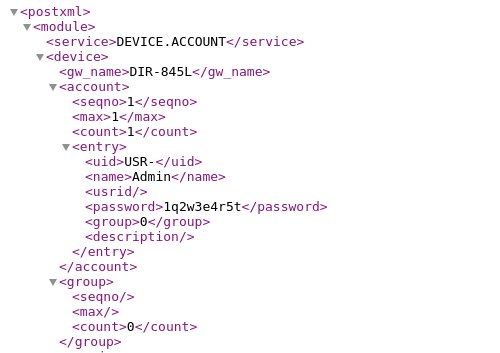 <postxml>
<module>
<service>DEVICE.ACCOUNT</service>
<device>
<gw_name>DIR-845L</gw_name>
<account>
<seqno>1</seqno>
<max>1</max>
<count>1</count>
<entry>
<uid>USR-</uid>
<name>Admin</name>
<usrid/>
<password>1q2w3e4r5t</password>
<group>0</group>
<description/>
</entry>
</account>
<group>
<seqno/>
<max/>
<count>0</count>
</group>